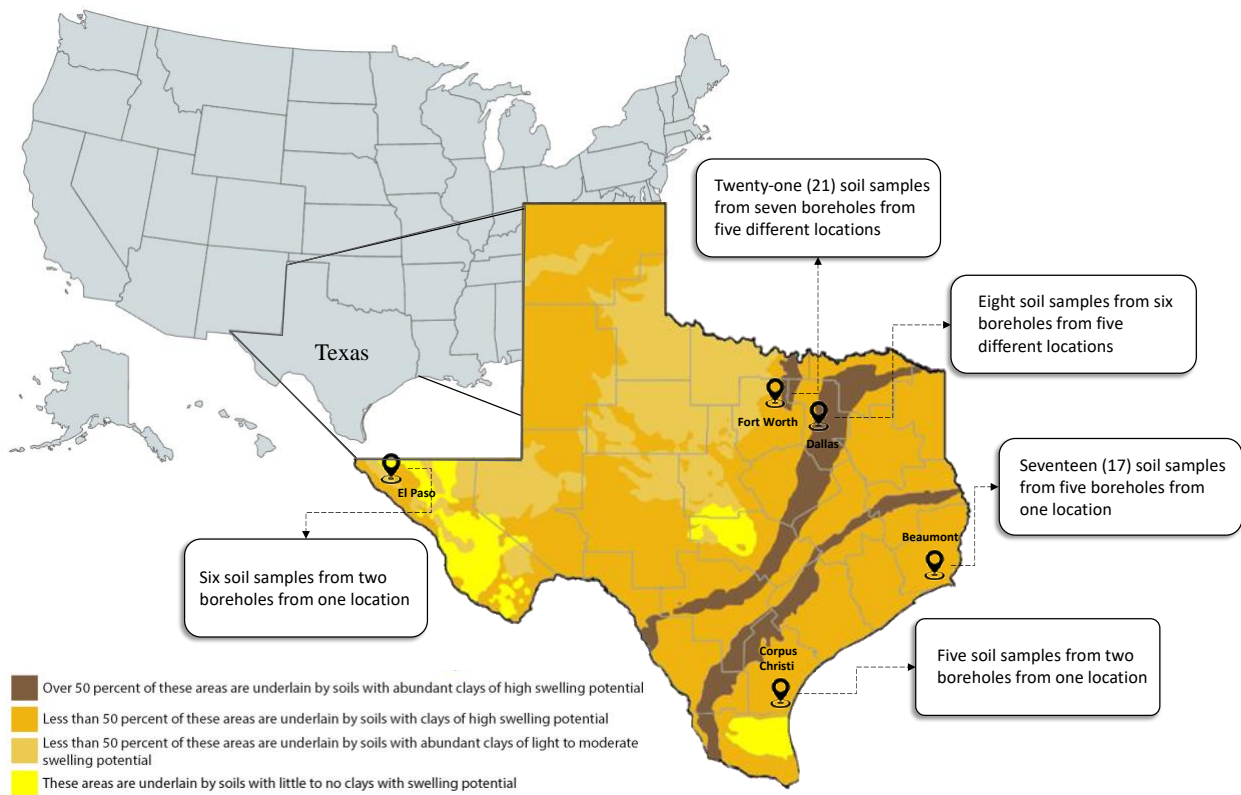 Twenty-one (21) soil samples
from seven boreholes from
five different locations
Eight soil samples from six
boreholes from five
different locations
Texas
Fort Worth
Dallas
Seventeen (17) soil samples
from five boreholes from
one location
El Paso
Beaumont
Six soil samples from two
boreholes from one location
Corpus
Christi
Five soil samples from two
boreholes from one location
Over 50 percent of these areas are underlain by soils with abundant clays of high swelling potential
Less than 50 percent of these areas are underlain by soils with clays of high swelling potential
Less than 50 percent of these areas are underlain by soils with abundant clays of light to moderate
swelling potential
These areas are underlain by soils with little to no clays with swelling potential